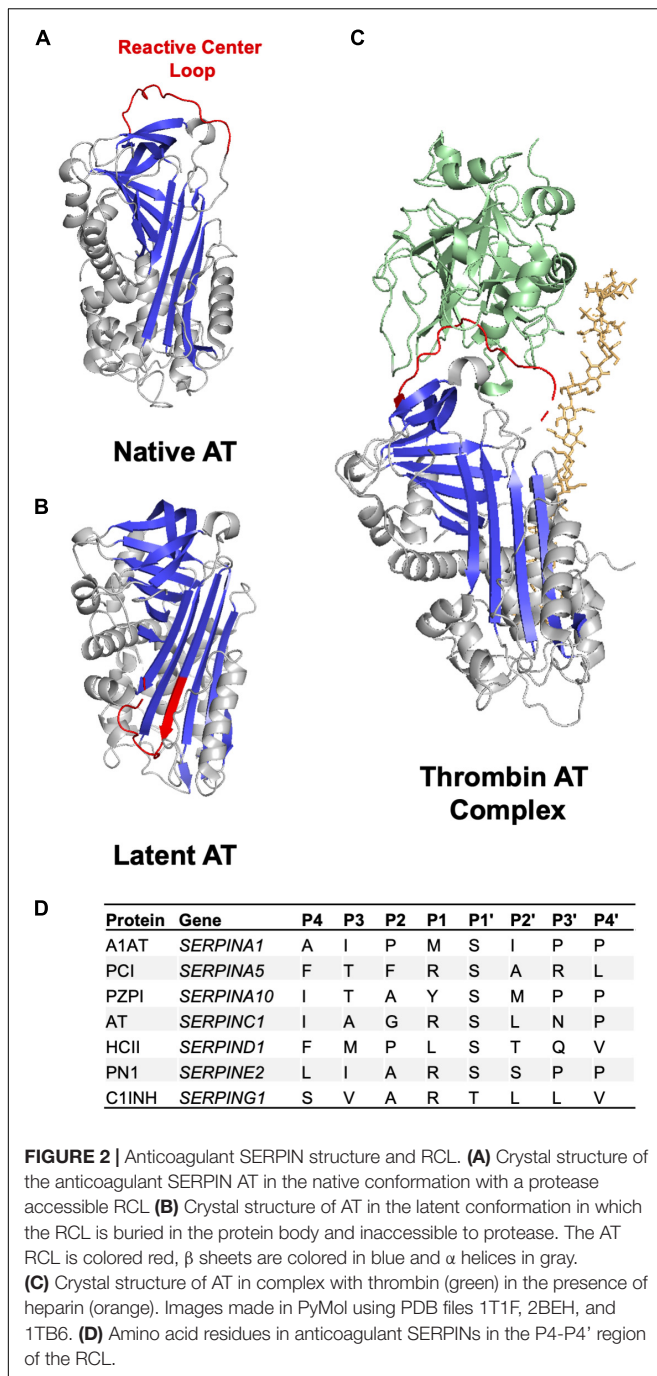 A
Reactive Center
Loop
Native AT
B
Latent AT
C
Thrombin AT
Complex
D
Protein Gene P4 P3 P2 P1 P1' P2' P3' P4'
A1AT SERPINA1 A I P M S I P P
PCI SERPINA5 F T F R S A R L
PZPI SERPINA10 I T A Y S M P P
AT SERPINC1 I A G R S L N P
HCII SERPIND1 F M P L S T Q V
PN1 SERPINE2 L I A R S S P P
C1INH SERPING1 S V A R T L L V
FIGURE 2 | Anticoagulant SERPIN structure and RCL. (A) Crystal structure of
the anticoagulant SERPIN AT in the native conformation with a protease
accessible RCL (B) Crystal structure of AT in the latent conformation in which
the RCL is buried in the protein body and inaccessible to protease. The AT
RCL is colored red, β sheets are colored in blue and α helices in gray.
(C) Crystal structure of AT in complex with thrombin (green) in the presence of
heparin (orange). Images made in PyMol using PDB files 1T1F, 2BEH, and
1TB6. (D) Amino acid residues in anticoagulant SERPINs in the P4-P4' region
of the RCL.